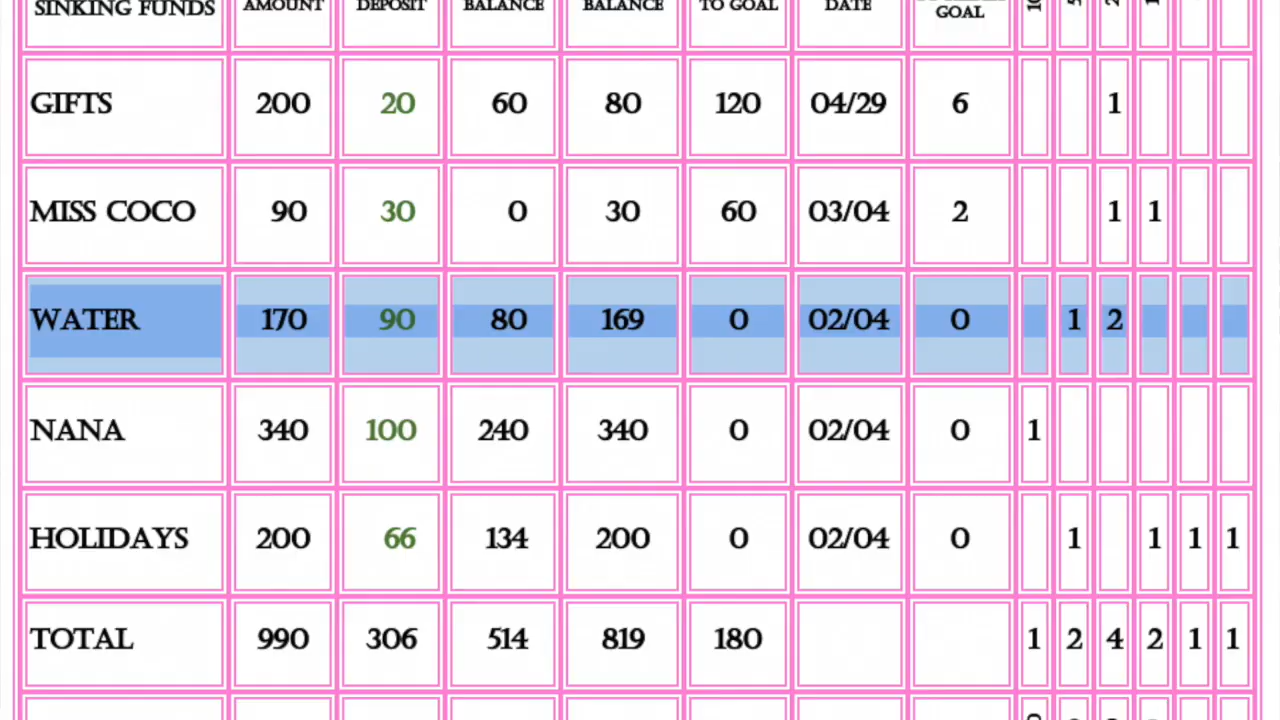 SINKING FUNDS AMOUNT DEPOSIT BALANCE BALANCE TO GOAL DATE GOAL
GIFTS 200 20 60 80 120 04/29 6 1
MISS COCO 90 30 0 30 60 03/04 2 1 1
WATER 170 90 80 169 0 02/04 0 1 2
NANA 340 100 240 340 0 02/04 0 1
HOLIDAYS 200 66 134 200 0 02/04 0 1 1 1 1
TOTAL 990 306 514 819 180 1 2 4 2 1 1